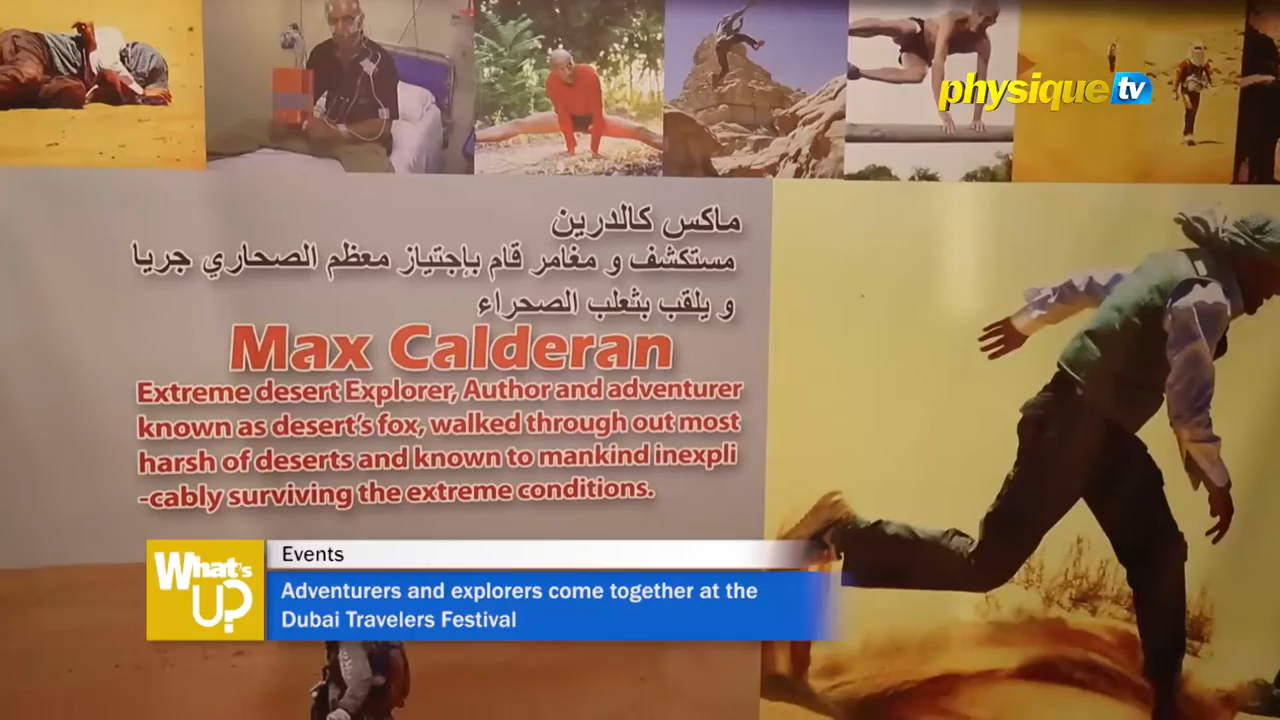 physique tv
ماكس كالدرين
مستكشف و مغامر قام بإجتياز معظم الصحاري جريا
و يلقب بثعلب الصحراء
Max Calderan
Extreme desert Explorer, Author and adventurer
known as desert's fox, walked through out most
harsh of deserts and known to mankind inexpli
-cably surviving the extreme conditions.
What's
UP?
Events
Adventurers and explorers come together at the
Dubai Travelers Festival